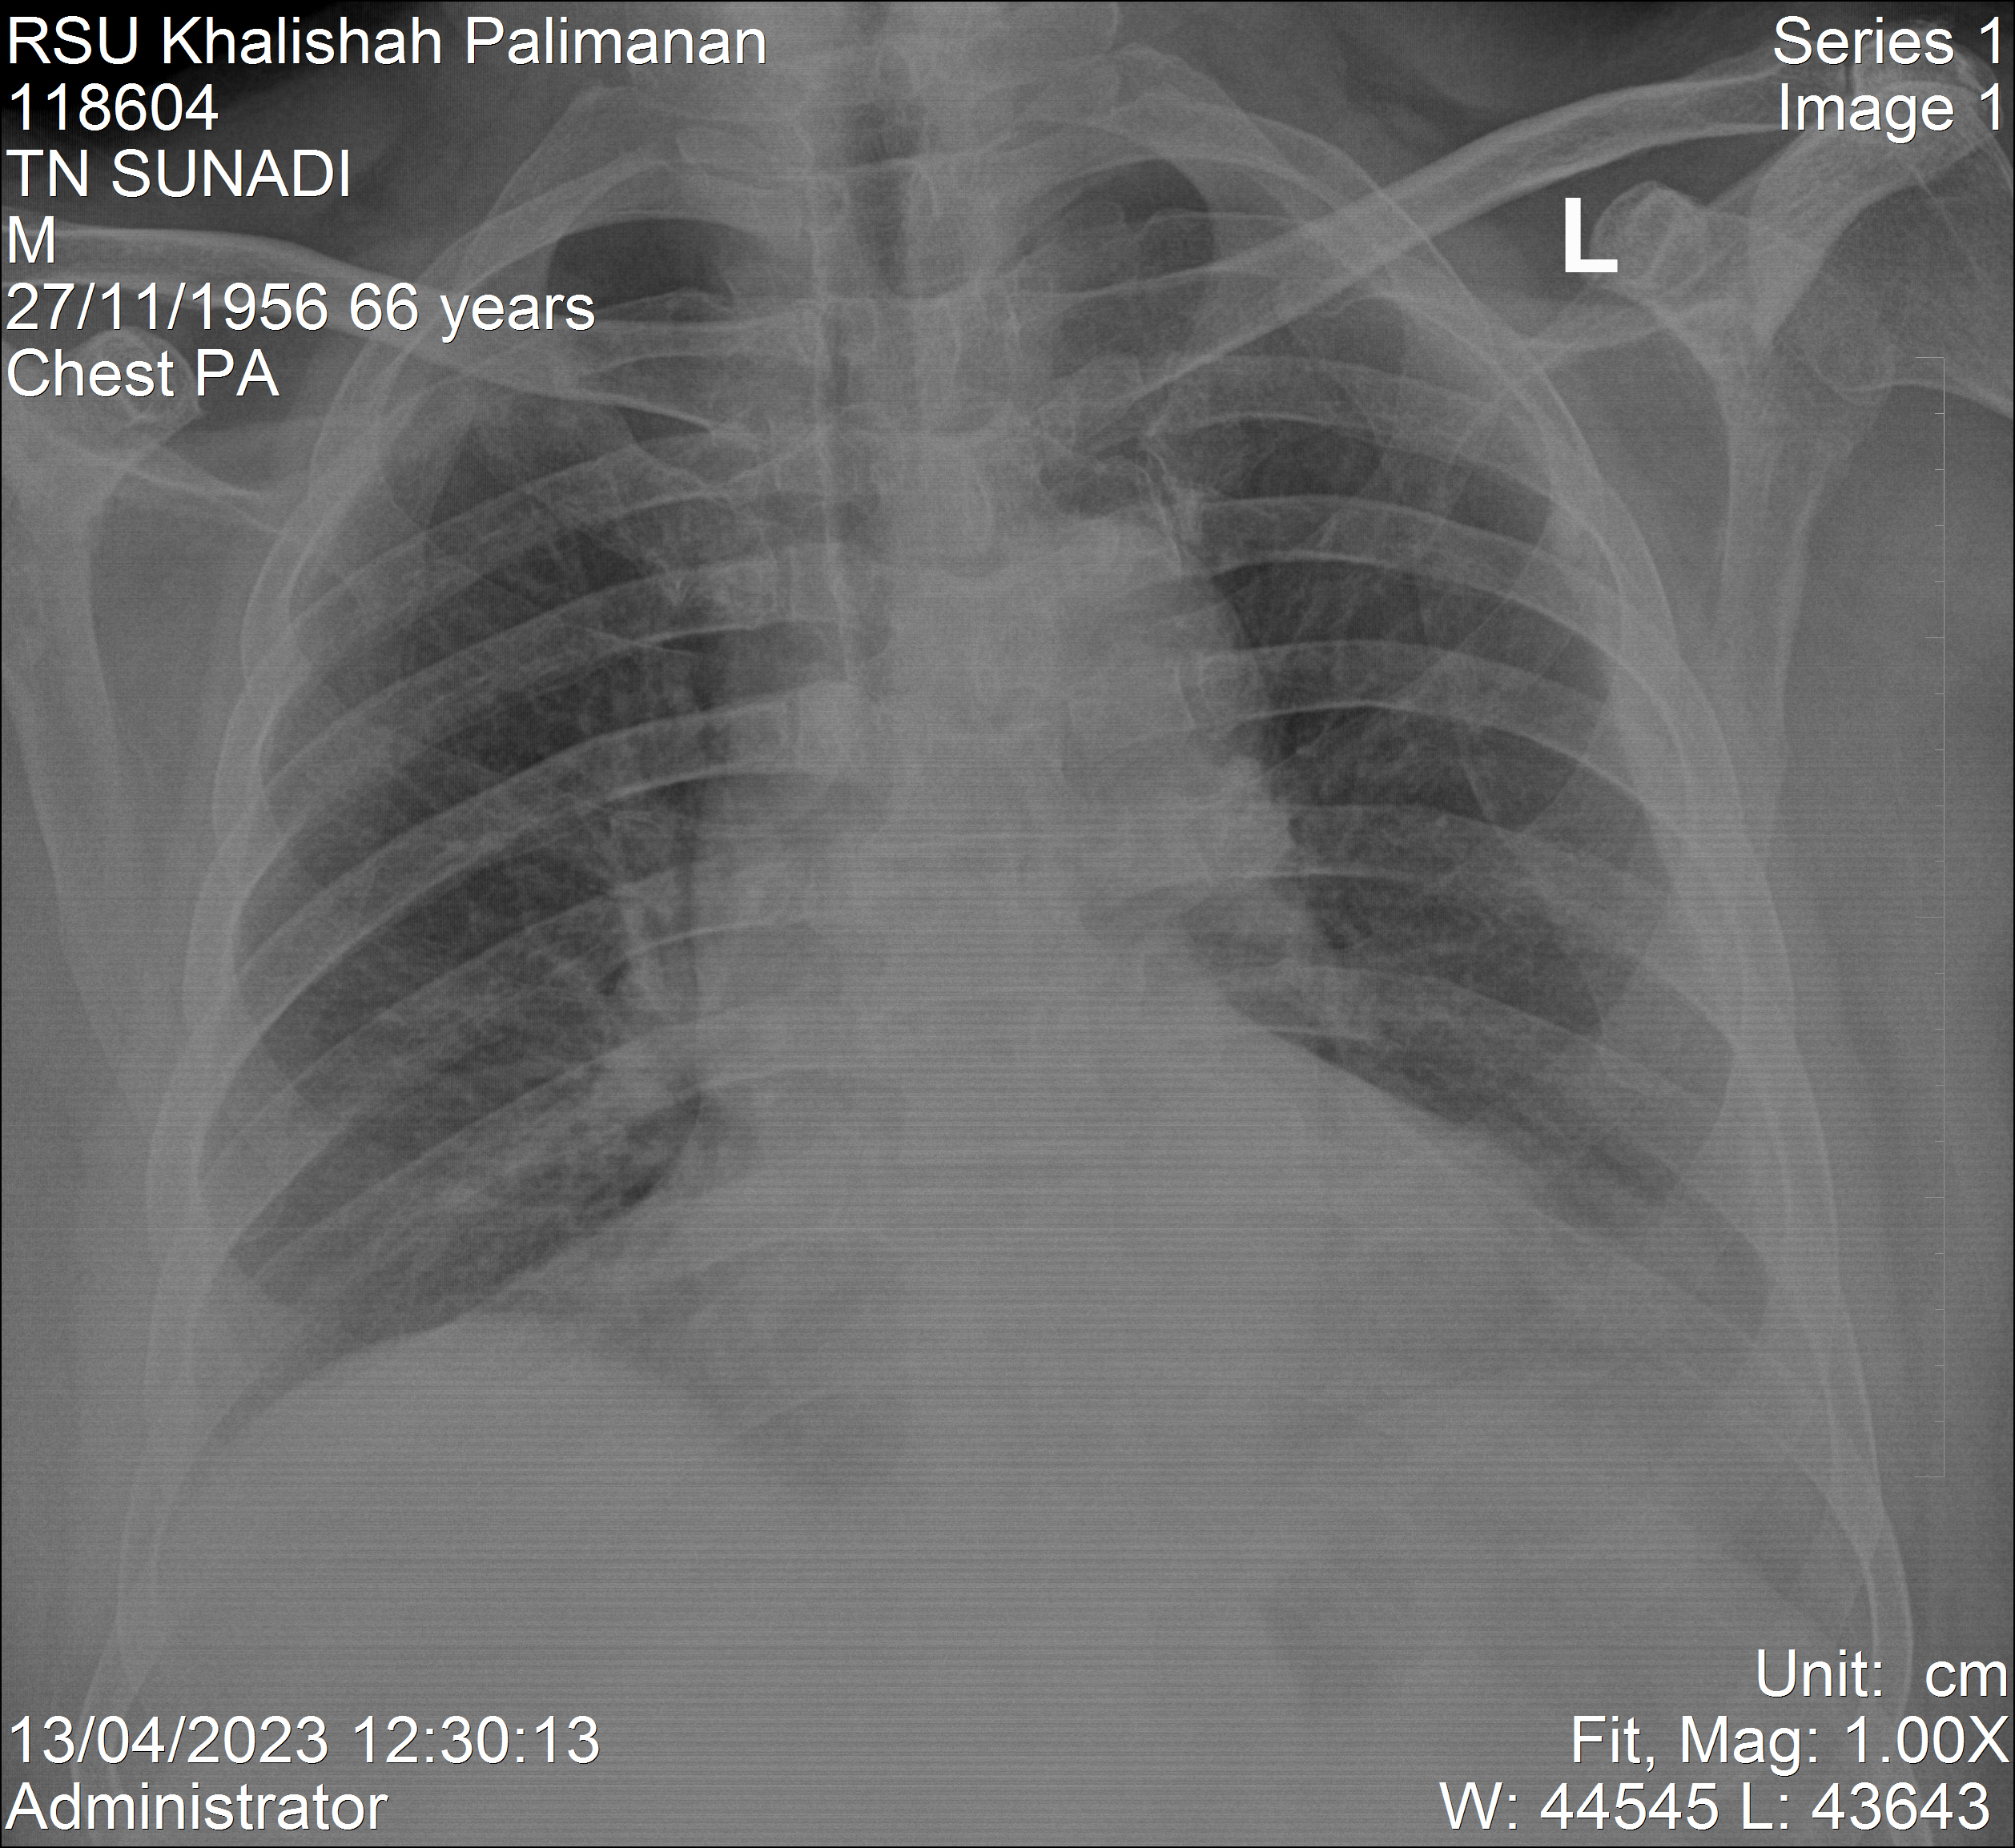 RSU Khalishah Palimanan
118604
TN SUNADI
M
27/11/1956 66 years
Chest PA
Series 1
Image 1
L
13/04/2023 12:30:13
Administrator
Unit: cm
Fit, Mag: 1.00X
W: 44545 L: 43643